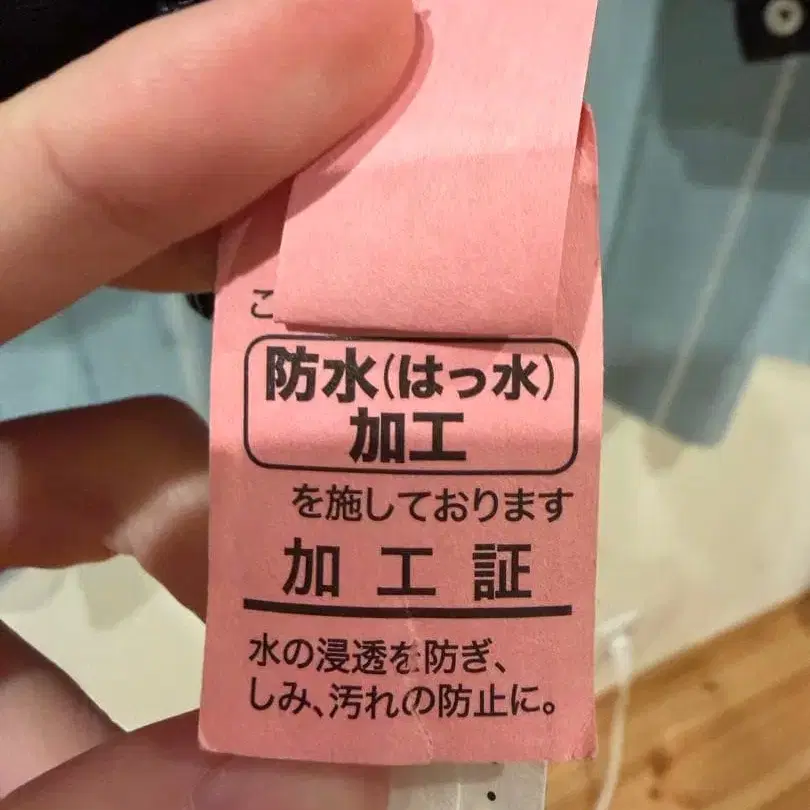 こ
防水(はっ水)
加工
を施しております
加工証
水の浸透を防ぎ、
しみ、汚れの防止に。